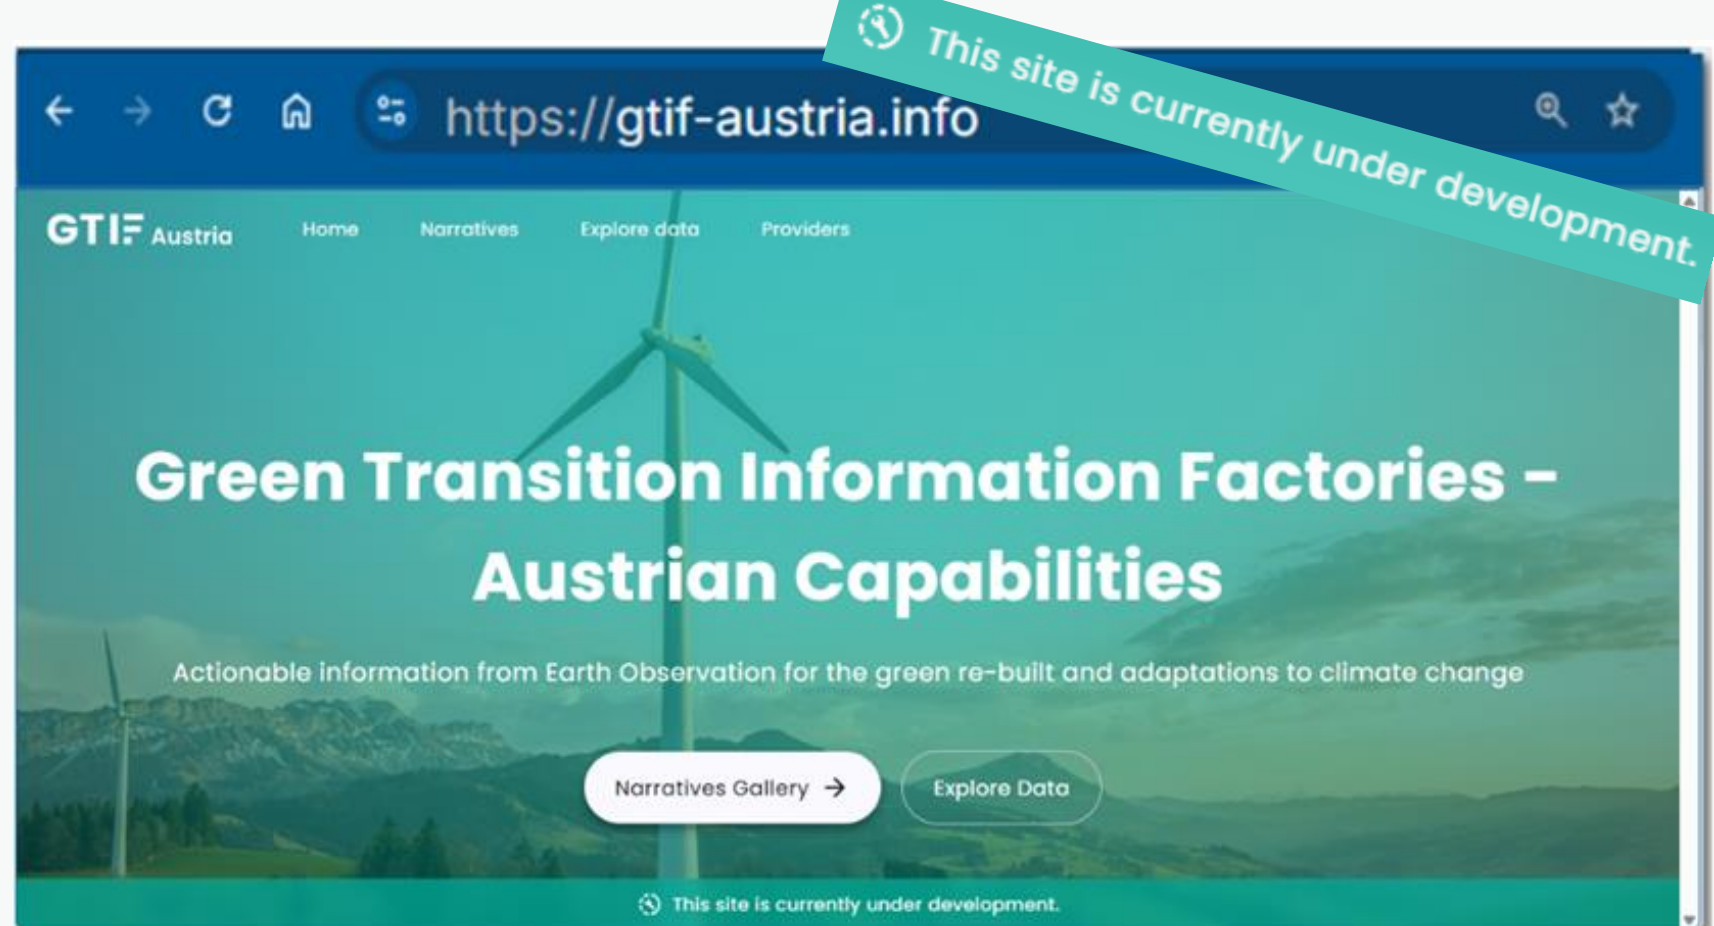 This site is currently under development.
https://gtif-austria.info
GTIF Austria Home Narratives Explore data Providers
Green Transition Information Factories –
Austrian Capabilities
Actionable information from Earth Observation for the green re-built and adaptations to climate change
Narratives Gallery → Explore Data
This site is currently under development.